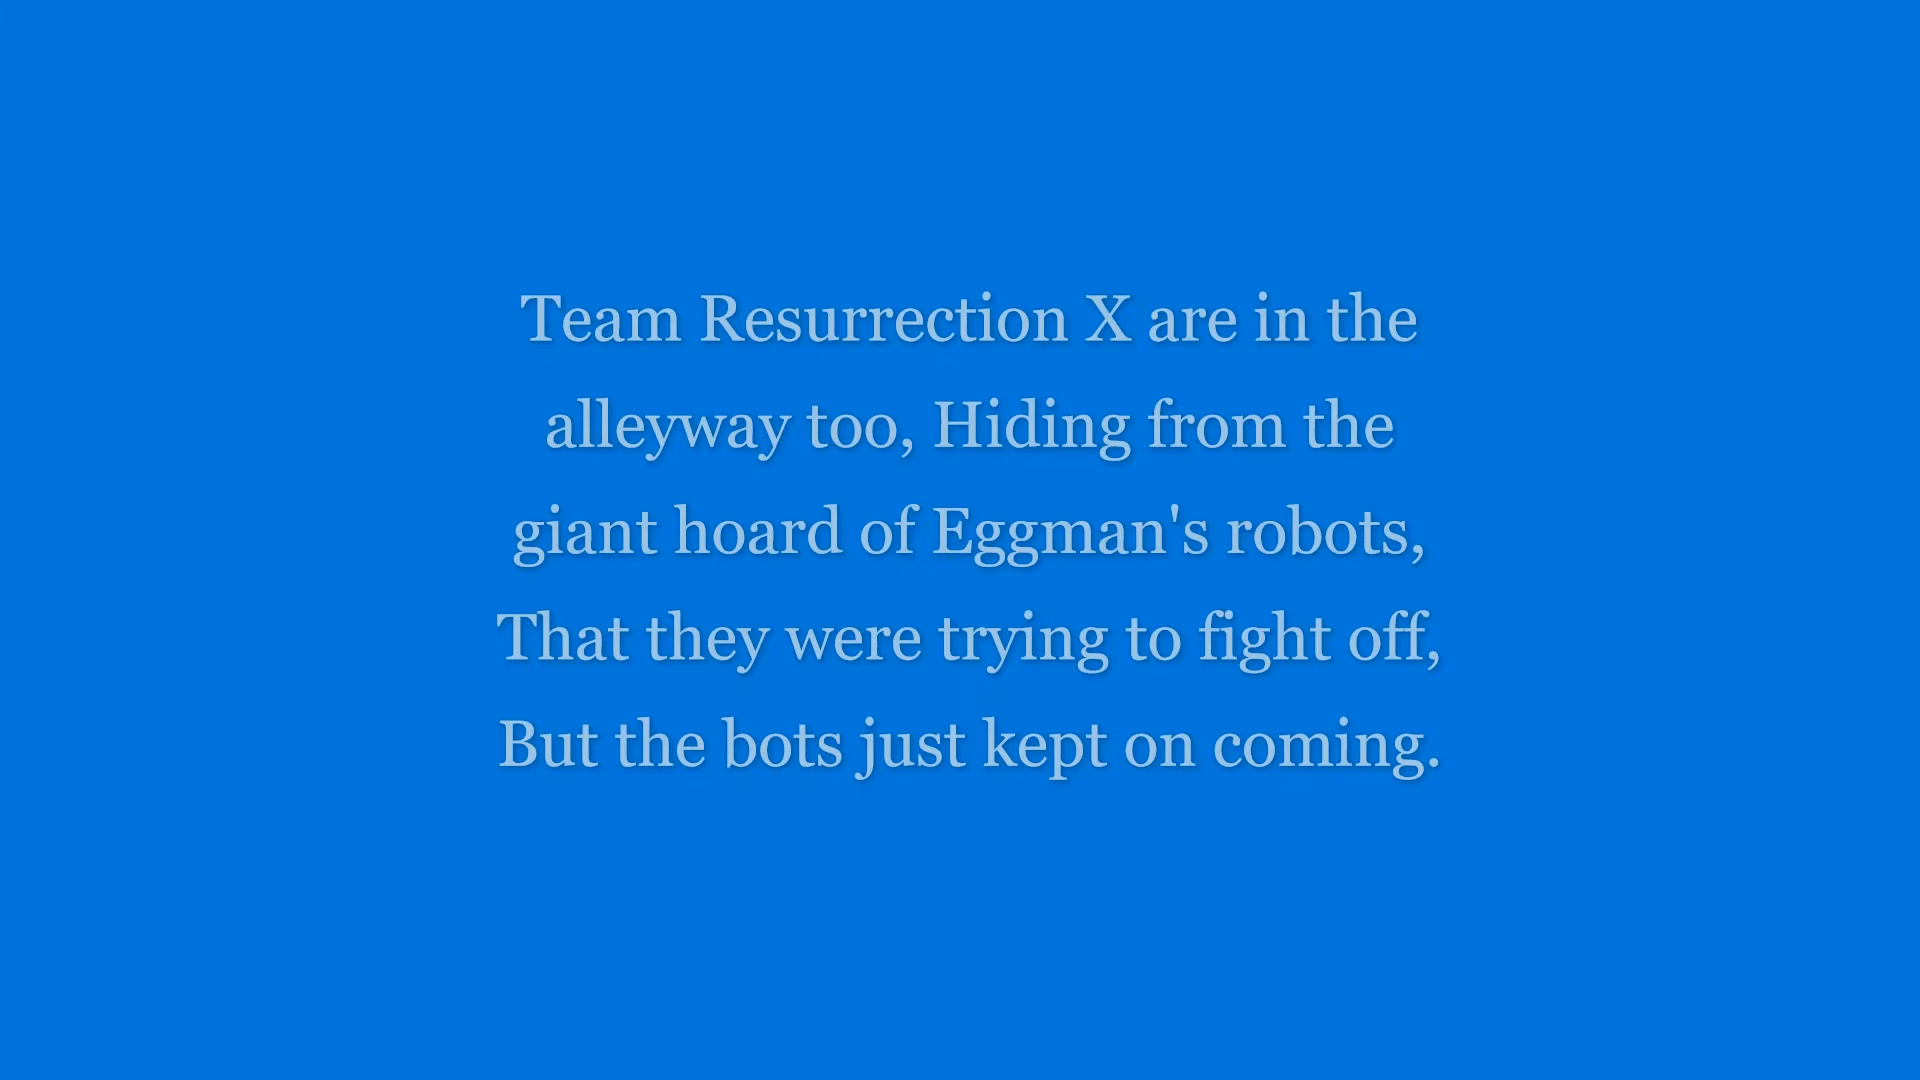 Team Resurrection X are in the
alleyway too, Hiding from the
giant hoard of Eggman's robots,
That they were trying to fight off,
But the bots just kept on coming.